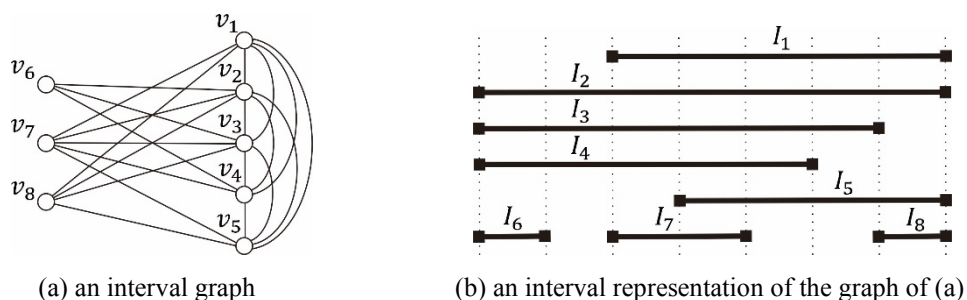 v₁
v₆
v₂
v₇
v₃
v₈
v₄
v₅
I₁
I₂
I₃
I₄
I₅
I₆ I₇ I₈
(a) an interval graph
(b) an interval representation of the graph of (a)